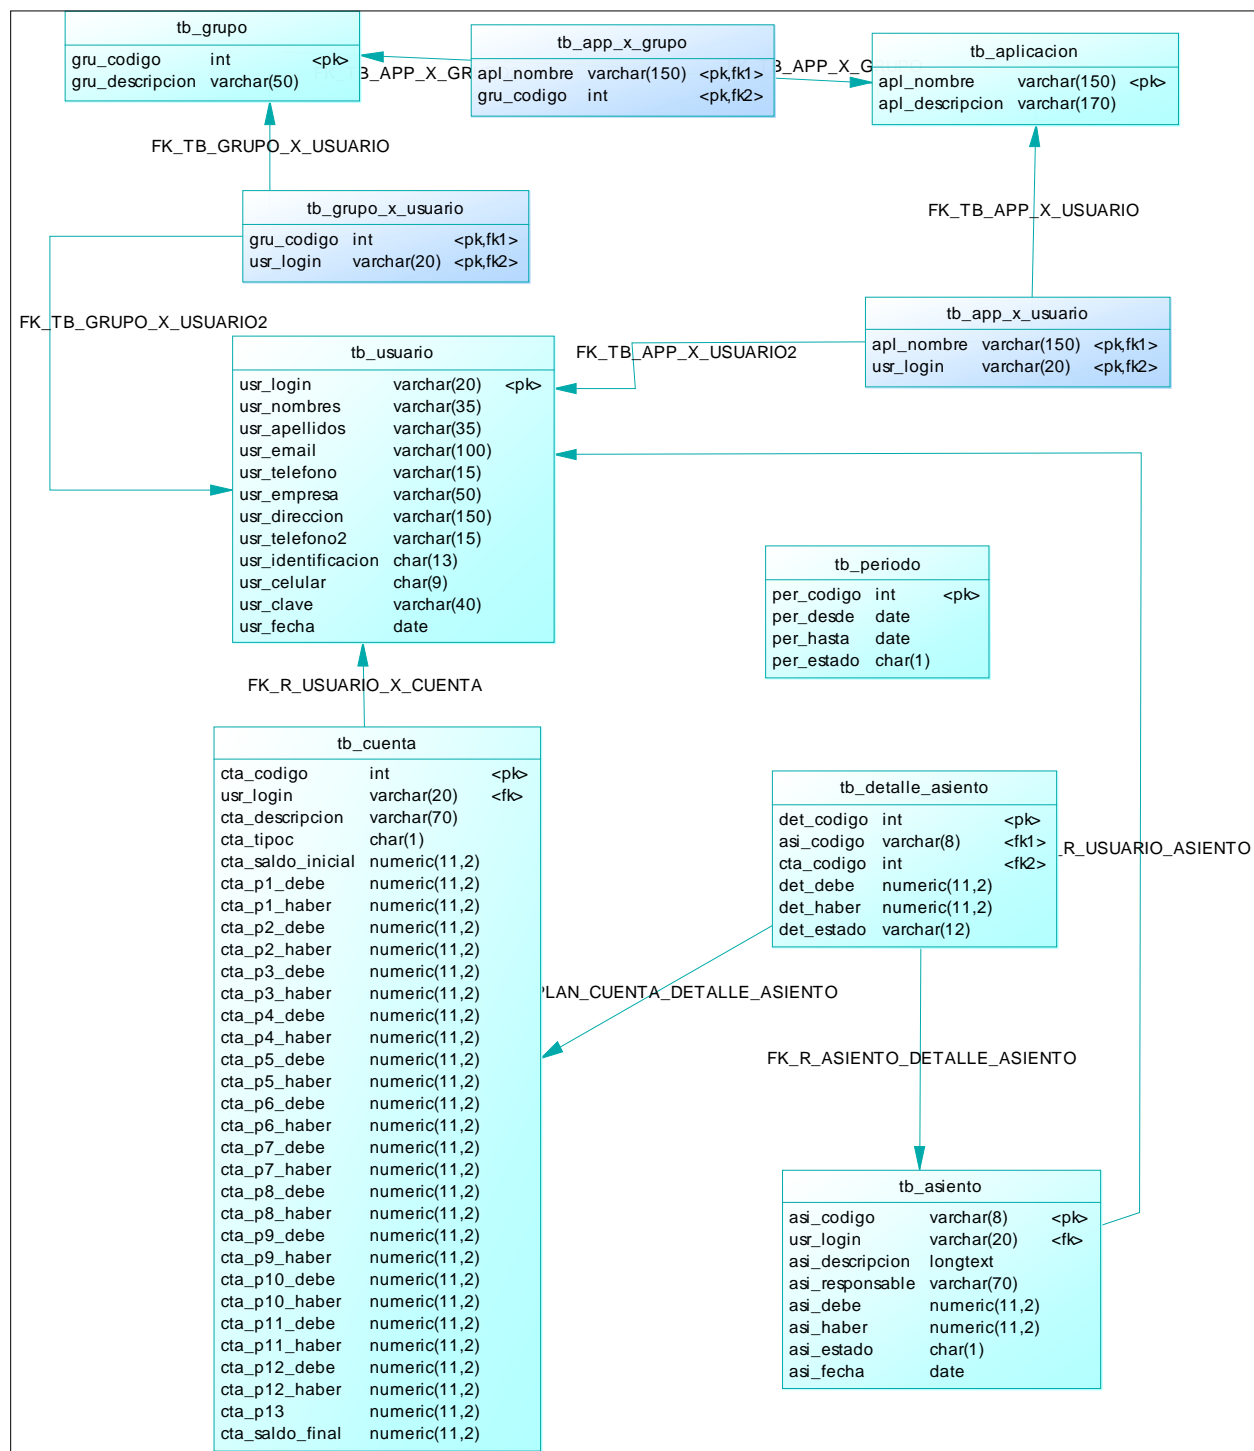 tb_grupo
gru_codigo int <pk>
gru_descripcion varchar(50)
tb_app_x_grupo
apl_nombre varchar(150) <pk,fk1>
gru_codigo int <pk,fk2>
tb_aplicacion
apl_nombre varchar(150) <pk>
apl_descripcion varchar(170)
FK_TB_GRUPO_X_USUARIO
tb_grupo_x_usuario
gru_codigo int <pk,fk1>
usr_login varchar(20) <pk,fk2>
FK_TB_APP_X_USUARIO
tb_app_x_usuario
apl_nombre varchar(150) <pk,fk1>
usr_login varchar(20) <pk,fk2>
FK_TB_GRUPO_X_USUARIO2
FK_TB_APP_X_USUARIO2
tb_usuario
usr_login varchar(20) <pk>
usr_nombres varchar(35)
usr_apellidos varchar(35)
usr_email varchar(100)
usr_telefono varchar(15)
usr_empresa varchar(50)
usr_direccion varchar(150)
usr_telefono2 varchar(15)
usr_identificacion char(13)
usr_celular char(9)
usr_clave varchar(40)
usr_fecha date
tb_periodo
per_codigo int <pk>
per_desde date
per_hasta date
per_estado char(1)
FK_R_USUARIO_X_CUENTA
tb_cuenta
cta_codigo int <pk>
usr_login varchar(20) <fk>
cta_descripcion varchar(70)
cta_tipoc char(1)
cta_saldo_inicial numeric(11,2)
cta_p1_debe numeric(11,2)
cta_p1_haber numeric(11,2)
cta_p2_debe numeric(11,2)
cta_p2_haber numeric(11,2)
cta_p3_debe numeric(11,2)
cta_p3_haber numeric(11,2)
cta_p4_debe numeric(11,2)
cta_p4_haber numeric(11,2)
cta_p5_debe numeric(11,2)
cta_p5_haber numeric(11,2)
cta_p6_debe numeric(11,2)
cta_p6_haber numeric(11,2)
cta_p7_debe numeric(11,2)
cta_p7_haber numeric(11,2)
cta_p8_debe numeric(11,2)
cta_p8_haber numeric(11,2)
cta_p9_debe numeric(11,2)
cta_p9_haber numeric(11,2)
cta_p10_debe numeric(11,2)
cta_p10_haber numeric(11,2)
cta_p11_debe numeric(11,2)
cta_p11_haber numeric(11,2)
cta_p12_debe numeric(11,2)
cta_p12_haber numeric(11,2)
cta_p13 numeric(11,2)
cta_saldo_final numeric(11,2)
tb_detalle_asiento
det_codigo int <pk>
asi_codigo varchar(8) <fk1>
cta_codigo int <fk2>
det_debe numeric(11,2)
det_haber numeric(11,2)
det_estado varchar(12)
_R_USUARIO_ASIENTO
PLAN_CUENTA_DETALLE_ASIENTO
FK_R_ASIENTO_DETALLE_ASIENTO
tb_asiento
asi_codigo varchar(8) <pk>
usr_login varchar(20) <fk>
asi_descripcion longtext
asi_responsable varchar(70)
asi_debe numeric(11,2)
asi_haber numeric(11,2)
asi_estado char(1)
asi_fecha date